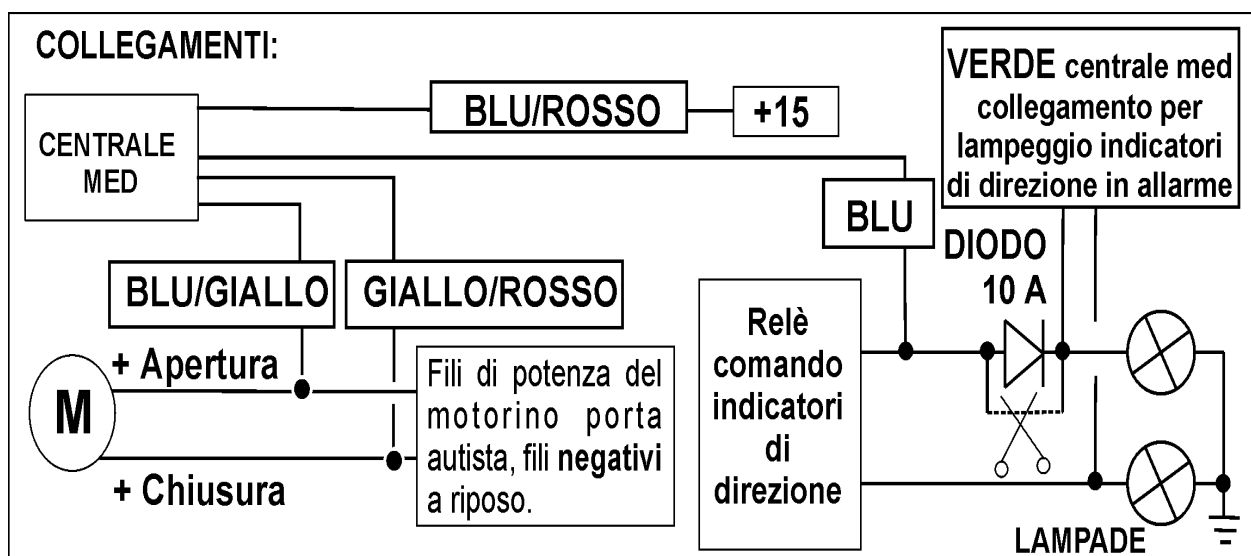 COLLEGAMENTI:
CENTRALE
MED
BLU/ROSSO
+15
VERDE centrale med
collegamento per
lampeggio indicatori
di direzione in allarme
BLU
DIODO
10 A
BLU/GIALLO
GIALLO/ROSSO
+ Apertura
M
+ Chiusura
Fili di potenza del
motorino porta
autista, fili negativi
a riposo.
Relè
comando
indicatori
di
direzione
LAMPADE